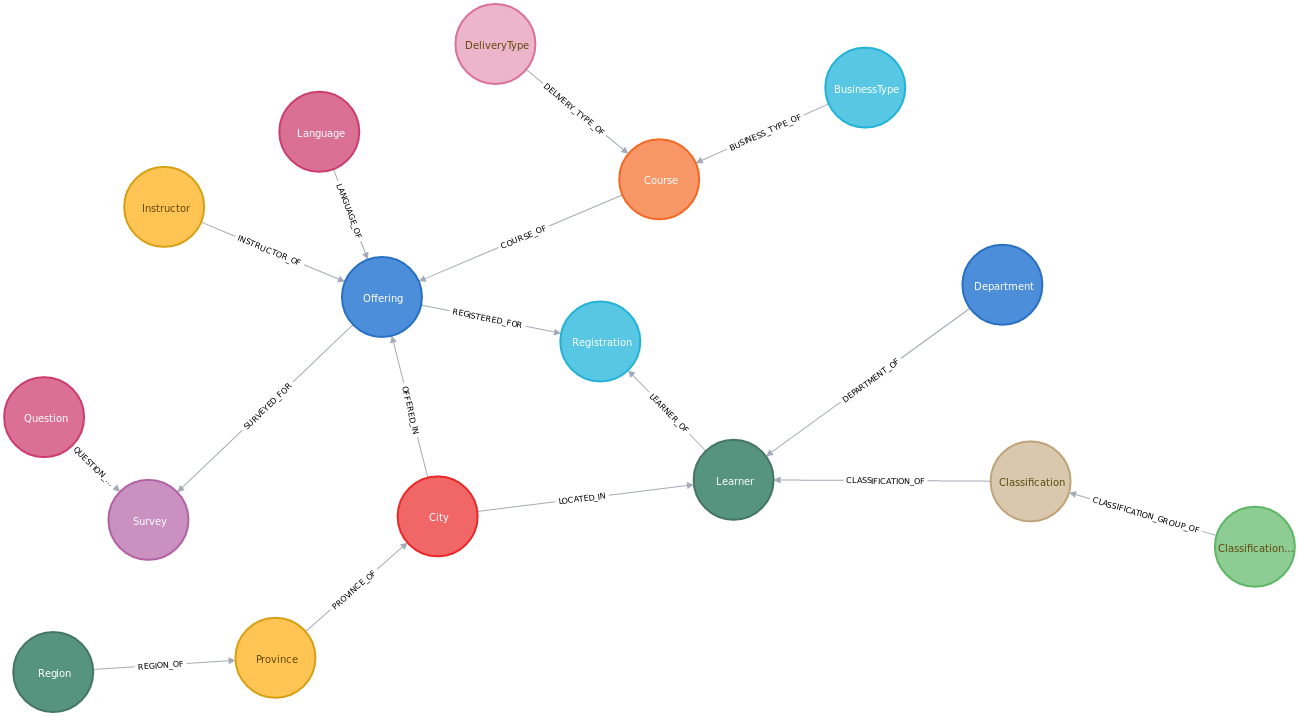 DeliveryType
BusinessType
DELIVERY_TYPE_OF
BUSINESS_TYPE_OF
Language
Course
Instructor
LANGUAGE_OF
INSTRUCTOR_OF
COURSE_OF
Offering
Department
REGISTERED_FOR
Registration
SURVEYED_FOR
OFFERED_IN
LEARNER_OF
DEPARTMENT_OF
Question
QUESTION_...
Learner
CLASSIFICATION_OF
Classification
LOCATED_IN
CLASSIFICATION_GROUP_OF
Survey
City
Classification...
PROVINCE_OF
Region
REGION_OF
Province